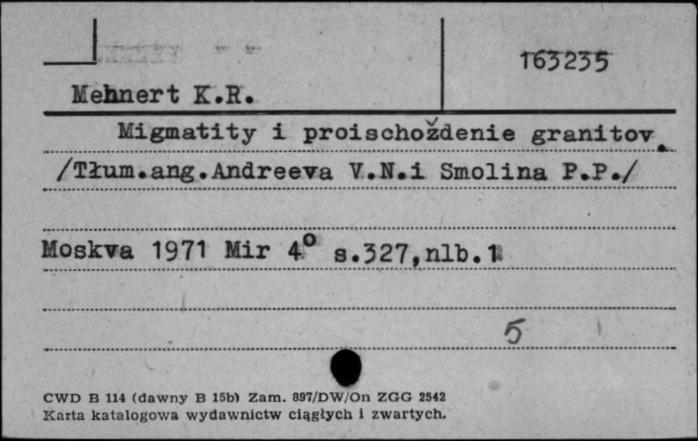 163235
Mehnert K.R.
Migmatity i proischoždenie granitov.
/Tłum.ang.Andreeva V.N.i Smolina P.P./
Moskva 1971 Mir 4° s.327,nlb.1
5
CWD B 114 (dawny B 15b) Zam. 897/DW/On ZGG 2542
Karta katalogowa wydawnictw ciągłych i zwartych.